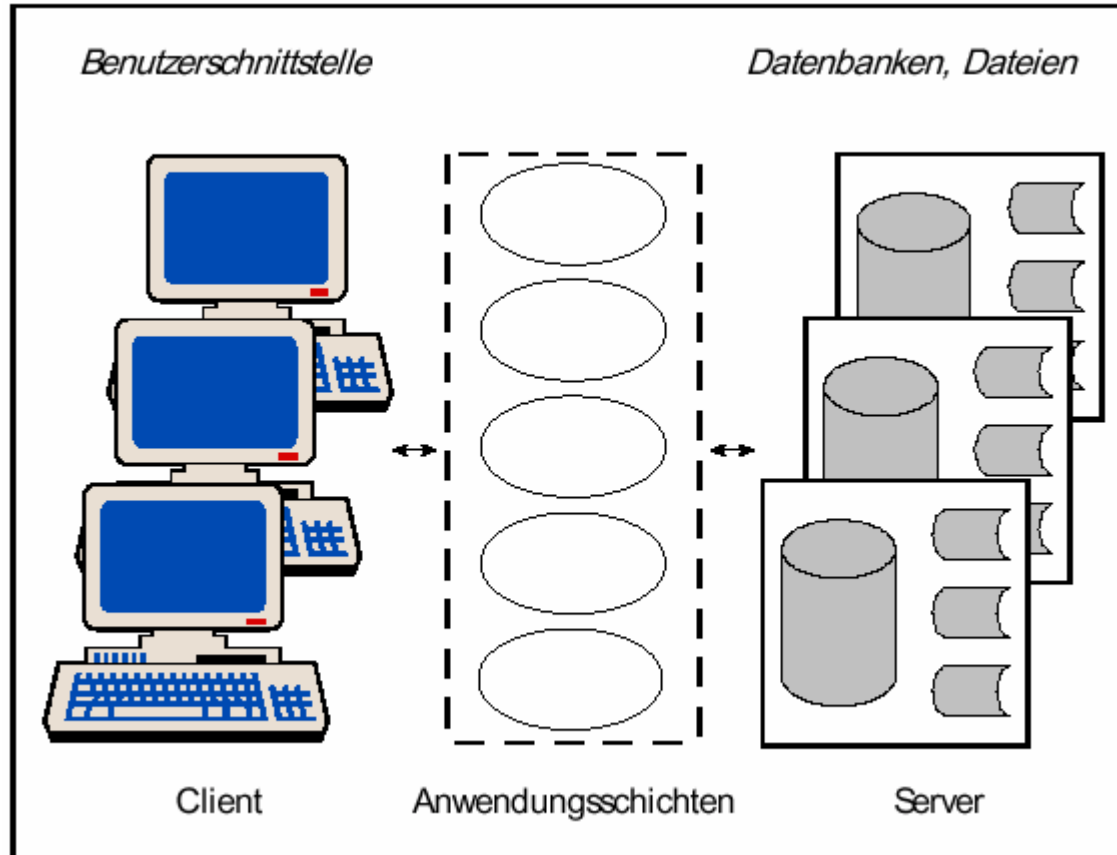 Benutzerschnittstelle
Datenbanken, Dateien
Client
Anwendungsschichten
Server